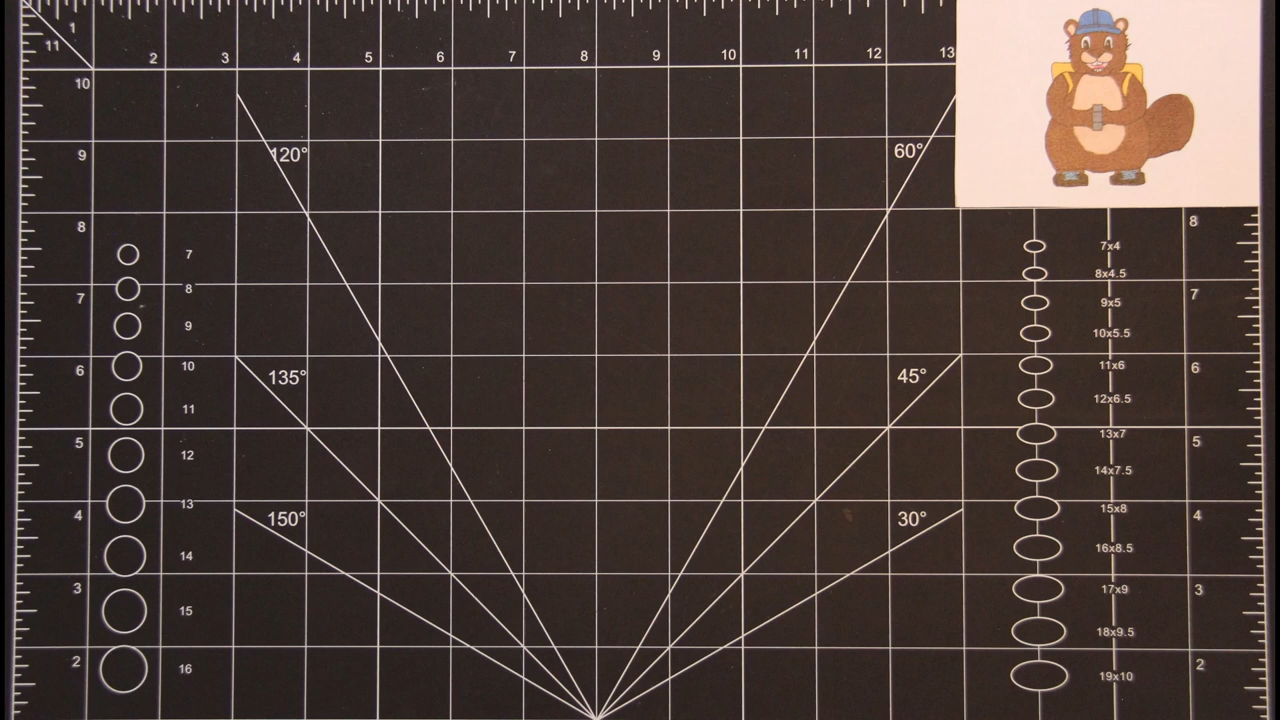 1
11
2 3 4 5 6 7 8 9 10 11 12 13
10
120° 60°
9
8 8
7 7x4
8 8x4.5
7 7
9 9x5
10x5.5
6 10 11x6 6
135° 45°
11 12x6.5
5 13x7 5
12 14x7.5
4 13 15x8 4
150° 30°
14 16x8.5
3 17x9 3
15 18x9.5
2 16 19x10 2